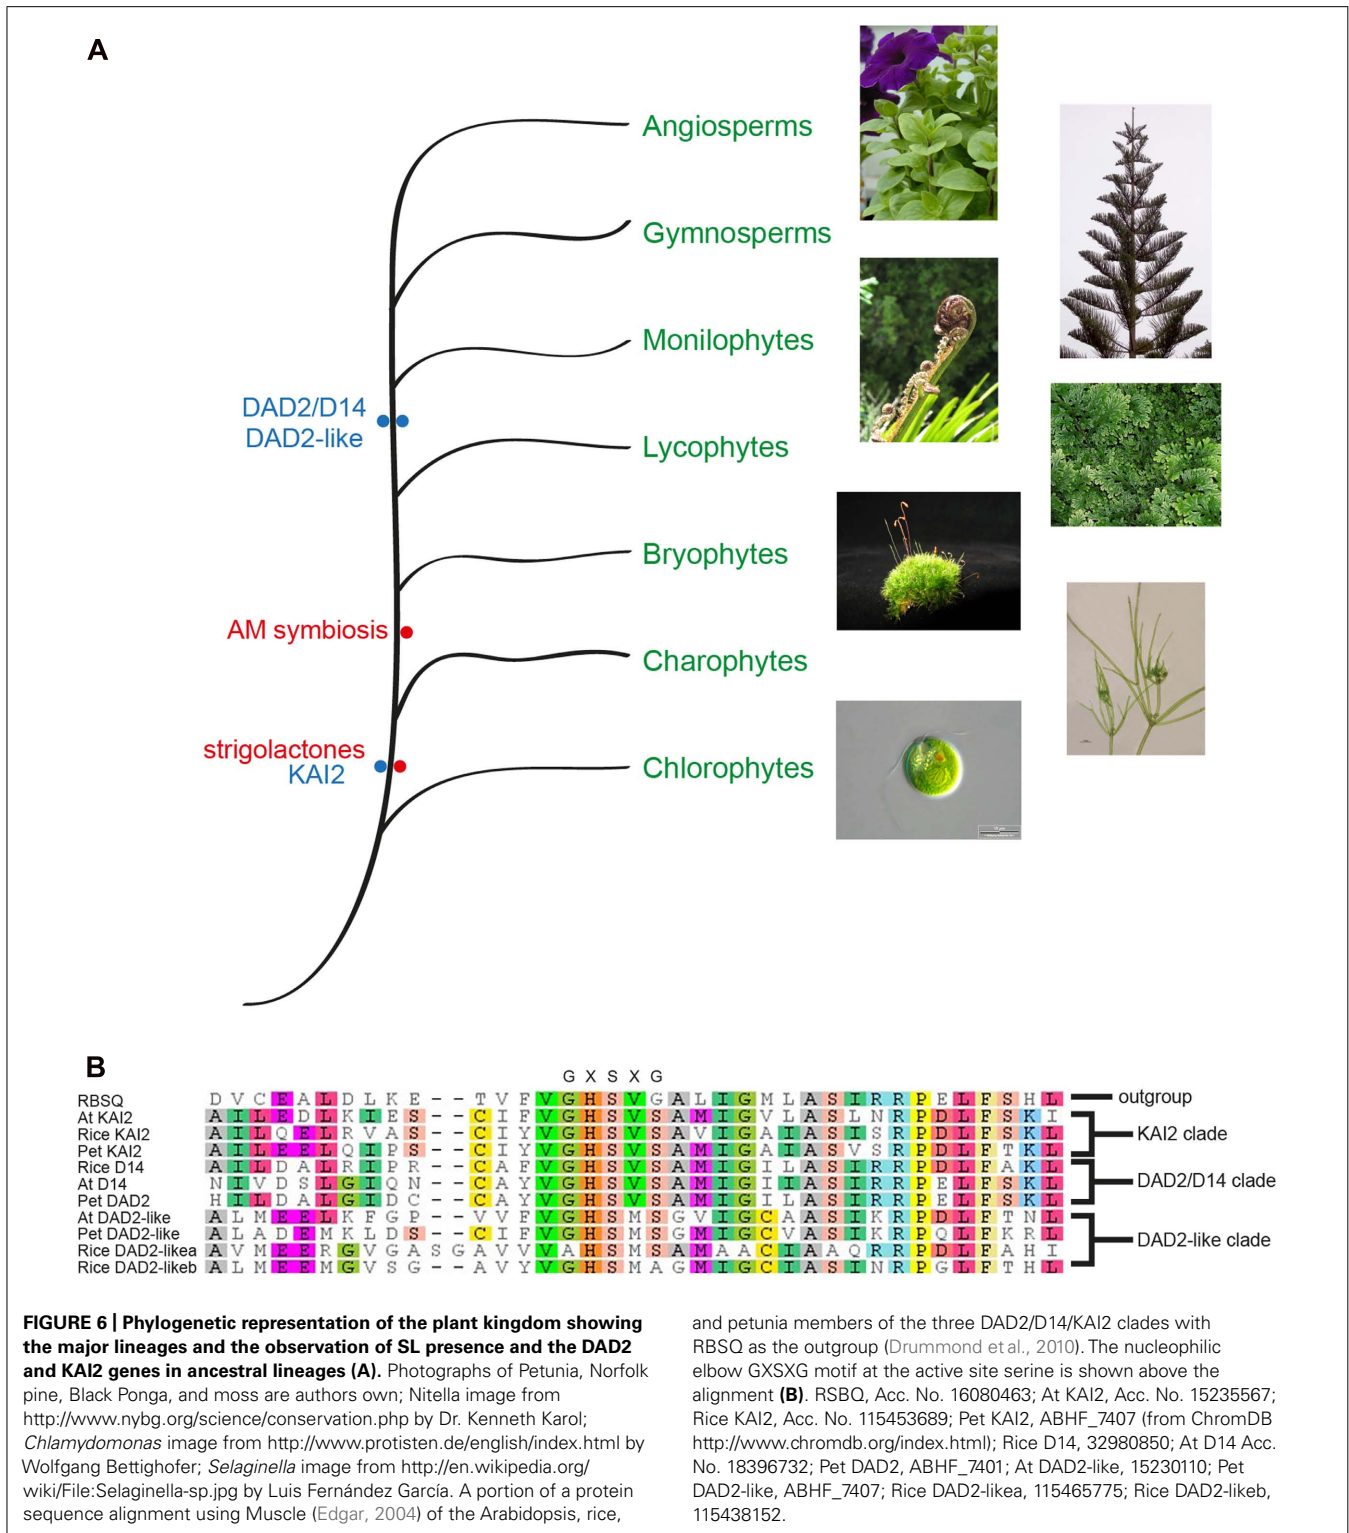 A
Angiosperms
Gymnosperms
Monilophytes
DAD2/D14
DAD2-like
Lycophytes
Bryophytes
AM symbiosis
Charophytes
strigolactones
KAI2
Chlorophytes
B
G X S X G
RBSQ D V C E A L D L K E - - T V F V G H S V G A L I G M L A S I R R P E L F S H L outgroup
At KAI2 A I L E D L K I E S - - C I F V G H S V S A M I G V L A S L N R P D L F S K I
Rice KAI2 A I L Q E L R V A S - - C I Y V G H S V S A V I G A I A S I S R P D L F S K L KAI2 clade
Pet KAI2 A I L E E L Q I P S - - C I Y V G H S V S A M I G A I A S V S R P D L F T K L
Rice D14 A I L D A L R I P R - - C A F V G H S V S A M I G I L A S I R R P D L F A K L
At D14 N I V D S L G I Q N - - C A Y V G H S V S A M I G I L A S I R R P E L F S K L DAD2/D14 clade
Pet DAD2 H I L D A L G I D C - - C A Y V G H S V S A M I G I L A S I R R P E L F S K L
At DAD2-like A L M E E L K F G P - - V V F V G H S M S G V I G C A A S I K R P D L F T N L
Pet DAD2-like A L A D E M K L D S - - C I F V G H S M S G M I G C V A S I K R P Q L F K R L DAD2-like clade
Rice DAD2-likea A V M E E R G V G A S G A V V V A H S M S A M A A C I A A Q R R P D L F A H I
Rice DAD2-likeb A L M E E M G V S G - - A V Y V G H S M A G M I G C I A S I N R P G L F T H L
FIGURE 6 | Phylogenetic representation of the plant kingdom showing
the major lineages and the observation of SL presence and the DAD2
and KAI2 genes in ancestral lineages (A). Photographs of Petunia, Norfolk
pine, Black Ponga, and moss are authors own; Nitella image from
http://www.nybg.org/science/conservation.php by Dr. Kenneth Karol;
Chlamydomonas image from http://www.protisten.de/english/index.html by
Wolfgang Bettighofer; Selaginella image from http://en.wikipedia.org/
wiki/File:Selaginella-sp.jpg by Luis Fernández García. A portion of a protein
sequence alignment using Muscle (Edgar, 2004) of the Arabidopsis, rice,
and petunia members of the three DAD2/D14/KAI2 clades with
RBSQ as the outgroup (Drummond et al., 2010). The nucleophilic
elbow GXSXG motif at the active site serine is shown above the
alignment (B). RSBQ, Acc. No. 16080463; At KAI2, Acc. No. 15235567;
Rice KAI2, Acc. No. 115453689; Pet KAI2, ABHF_7407 (from ChromDB
http://www.chromdb.org/index.html); Rice D14, 32980850; At D14 Acc.
No. 18396732; Pet DAD2, ABHF_7401; At DAD2-like, 15230110; Pet
DAD2-like, ABHF_7407; Rice DAD2-likea, 115465775; Rice DAD2-likeb,
115438152.